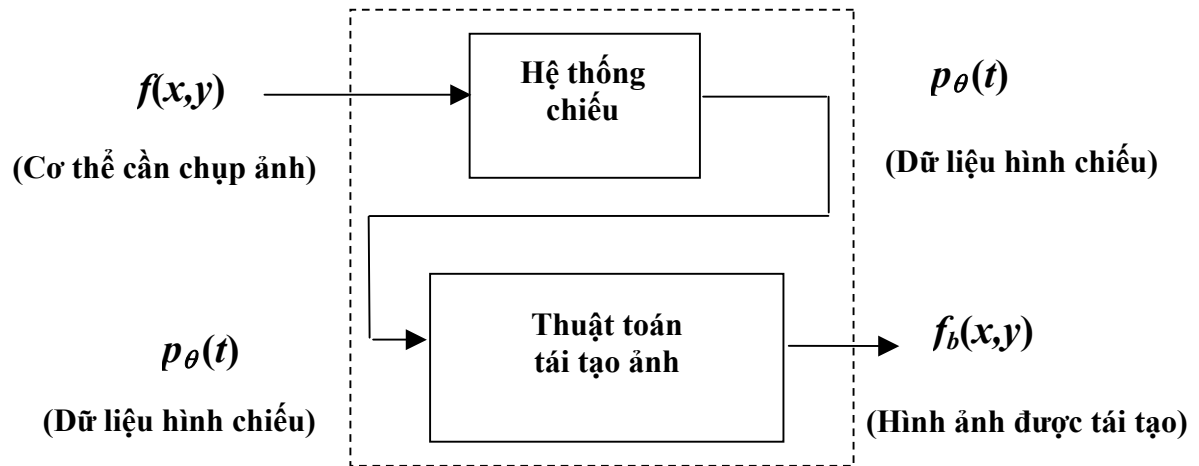 f(x,y)
(Cơ thể cần chụp ảnh)
Hệ thống
chiếu
pθ(t)
(Dữ liệu hình chiếu)
pθ(t)
(Dữ liệu hình chiếu)
Thuật toán
tái tạo ảnh
fb(x,y)
(Hình ảnh được tái tạo)